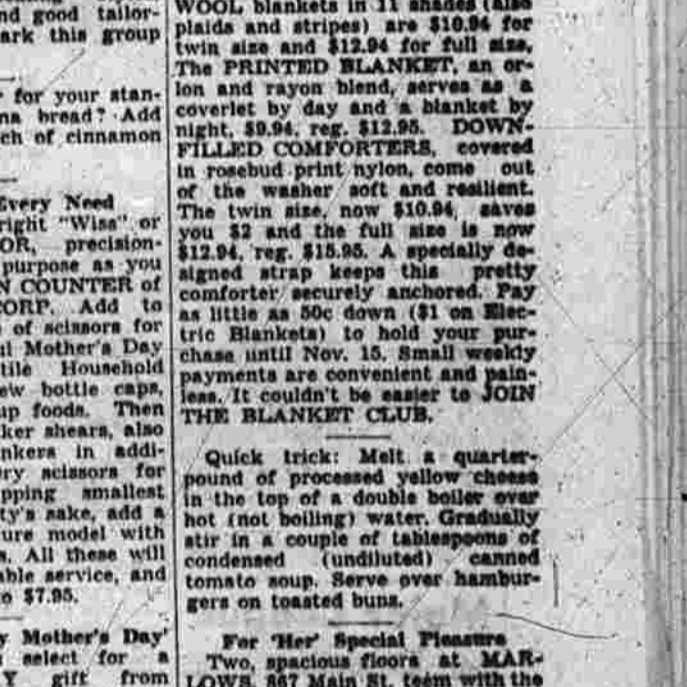 nd good tailor-
ark this group
for your stan-
na bread? Add
ch of cinnamon
Every Need
right "Wiss" or
OR, precision-
purpose as you
N COUNTER of
CORP. Add to
of scissors for
ul Mother's Day
tile Household
ew bottle caps,
up foods. Then
ker shears, also
nkers in addi-
ry scissors for
pping smallest
ty's sake, add a
ure model with
s. All these will
able service, and
o $7.95.
y Mother's Day
select for a
Y gift from
WOOL blankets in 11 shades (also
plaids and stripes) are $10.94 for
twin size and $12.94 for full size.
The PRINTED BLANKET, an or-
lon and rayon blend, serves as a
coverlet by day and a blanket by
night, $9.94, reg. $12.95. DOWN-
FILLED COMFORTERS, covered
in rosebud print nylon, come out
of the washer soft and resilient.
The twin size, now $10.94, saves
you $2 and the full size is now
$12.94, reg. $15.95. A specially de-
signed strap keeps this pretty
comforter securely anchored. Pay
as little as 50c down ($1 on Elec-
tric Blankets) to hold your pur-
chase until Nov. 15. Small weekly
payments are convenient and pain-
less. It couldn't be easier to JOIN
THE BLANKET CLUB.
Quick trick: Melt a quarter-
pound of processed yellow cheese
in the top of a double boiler over
hot (not boiling) water. Gradually
stir in a couple of tablespoons of
condensed (undiluted) canned
tomato soup. Serve over hambur-
gers on toasted buns.
For 'Her' Special Pleasure
Two, spacious floors at MAR-
LOWS, 867 Main St. teem with the